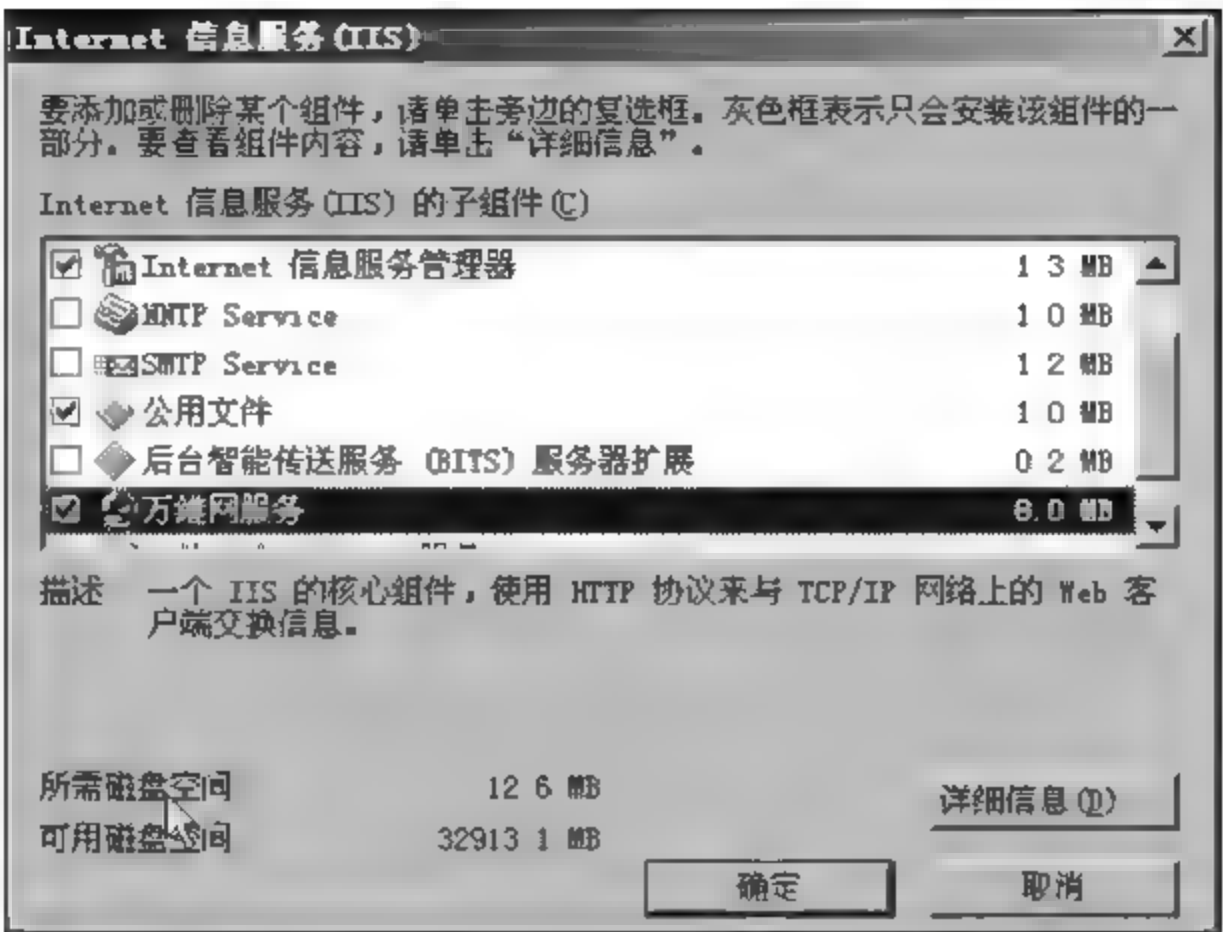 Internet 信息服务(IIS)
要添加或删除某个组件，请单击旁边的复选框。灰色框表示只会安装该组件的一
部分。要查看组件内容，请单击“详细信息”。
Internet 信息服务(IIS) 的子组件(C)
Internet 信息服务管理器 1 3 MB
NNTP Service 1 0 MB
SMTP Service 1 2 MB
公用文件 1 0 MB
后台智能传送服务 (BITS) 服务器扩展 0 2 MB
万维网服务 8.0 MB
描述 一个 IIS 的核心组件，使用 HTTP 协议来与 TCP/IP 网络上的 Web 客
户端交换信息。
所需磁盘空间 12 6 MB
详细信息(D)
可用磁盘空间 32913 1 MB
确定 取消